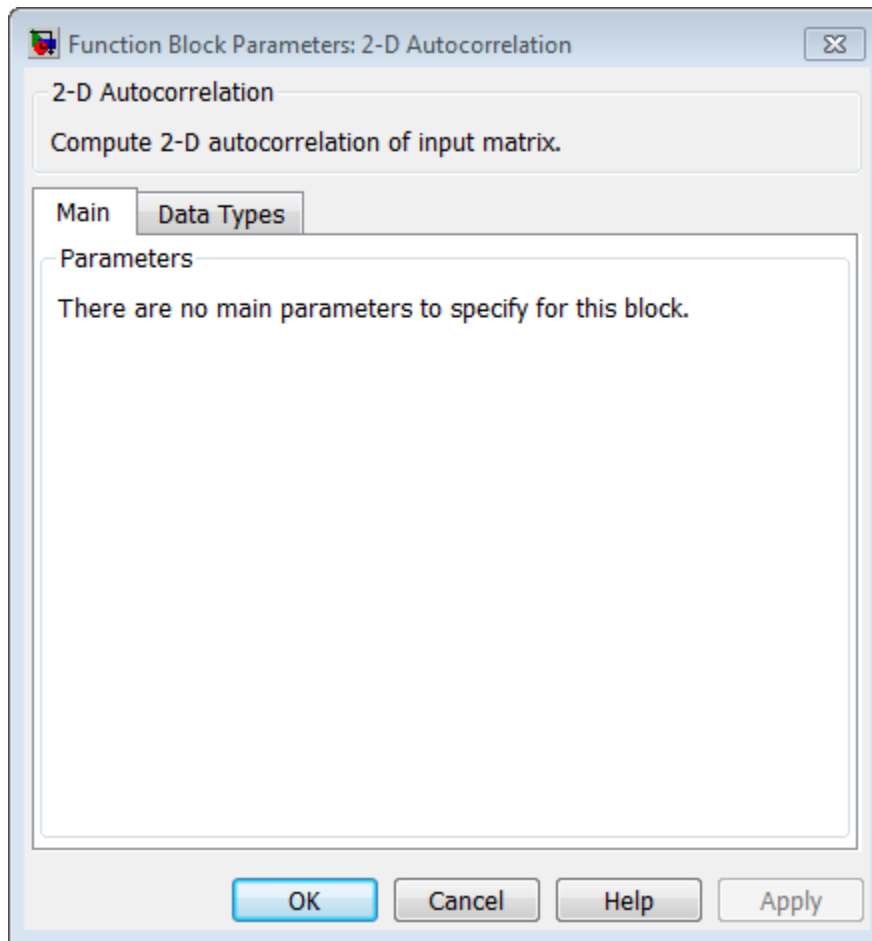 Function Block Parameters: 2-D Autocorrelation
2-D Autocorrelation
Compute 2-D autocorrelation of input matrix.
Main
Data Types
Parameters
There are no main parameters to specify for this block.
OK
Cancel
Help
Apply